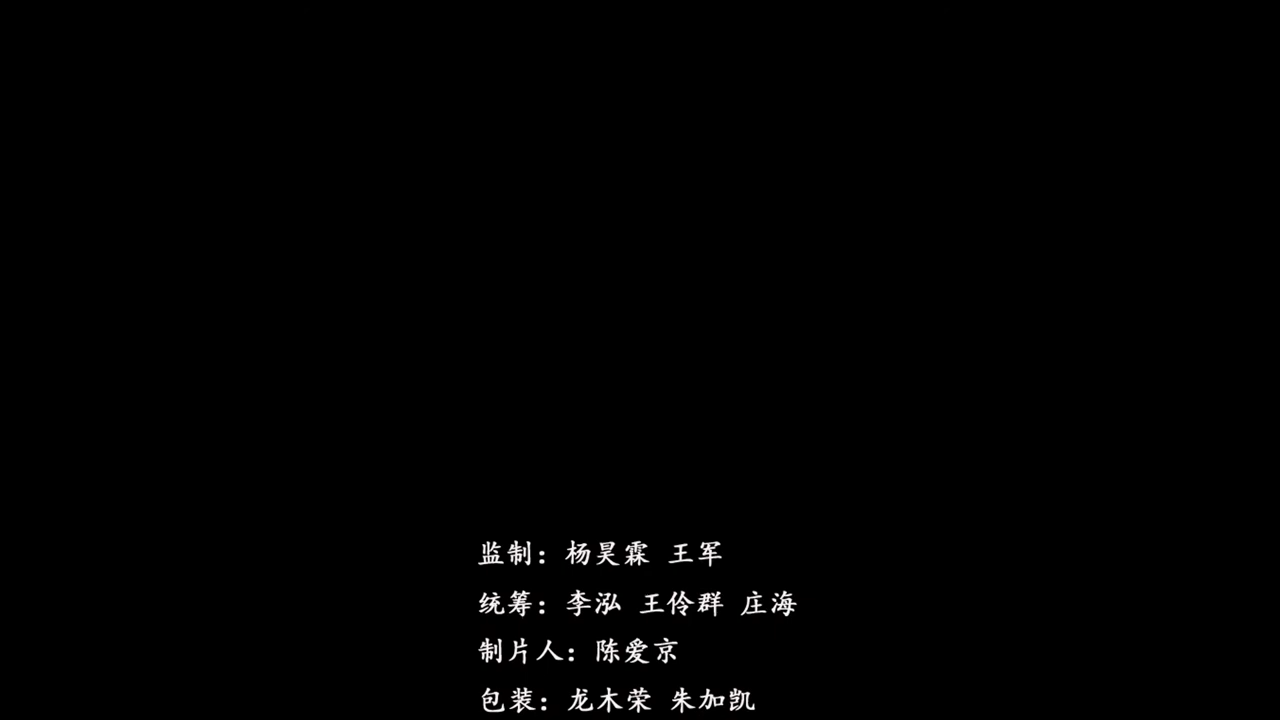 监制：杨昊霖 王军
统筹：李泓 王伶群 庄海
制片人：陈爱京
包装：龙木荣 朱加凯